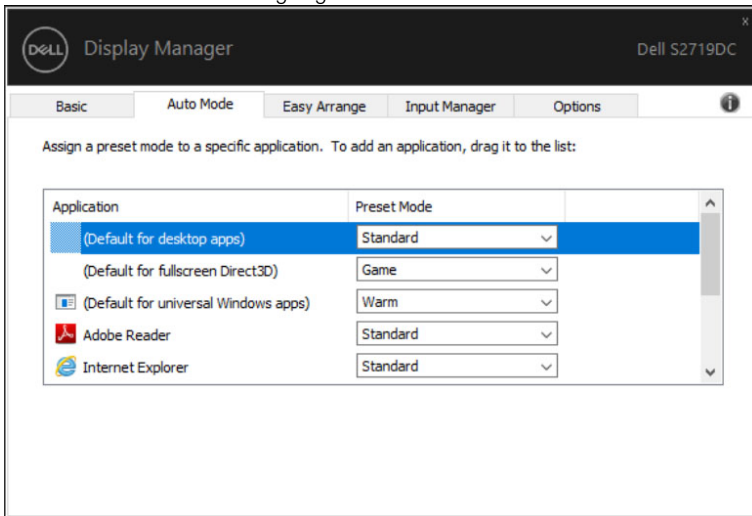 DELL
Display Manager
x
Dell S2719DC
Basic
Auto Mode
Easy Arrange
Input Manager
Options
i
Assign a preset mode to a specific application. To add an application, drag it to the list:
Application Preset Mode
(Default for desktop apps) Standard
(Default for fullscreen Direct3D) Game
(Default for universal Windows apps) Warm
Adobe Reader Standard
Internet Explorer Standard